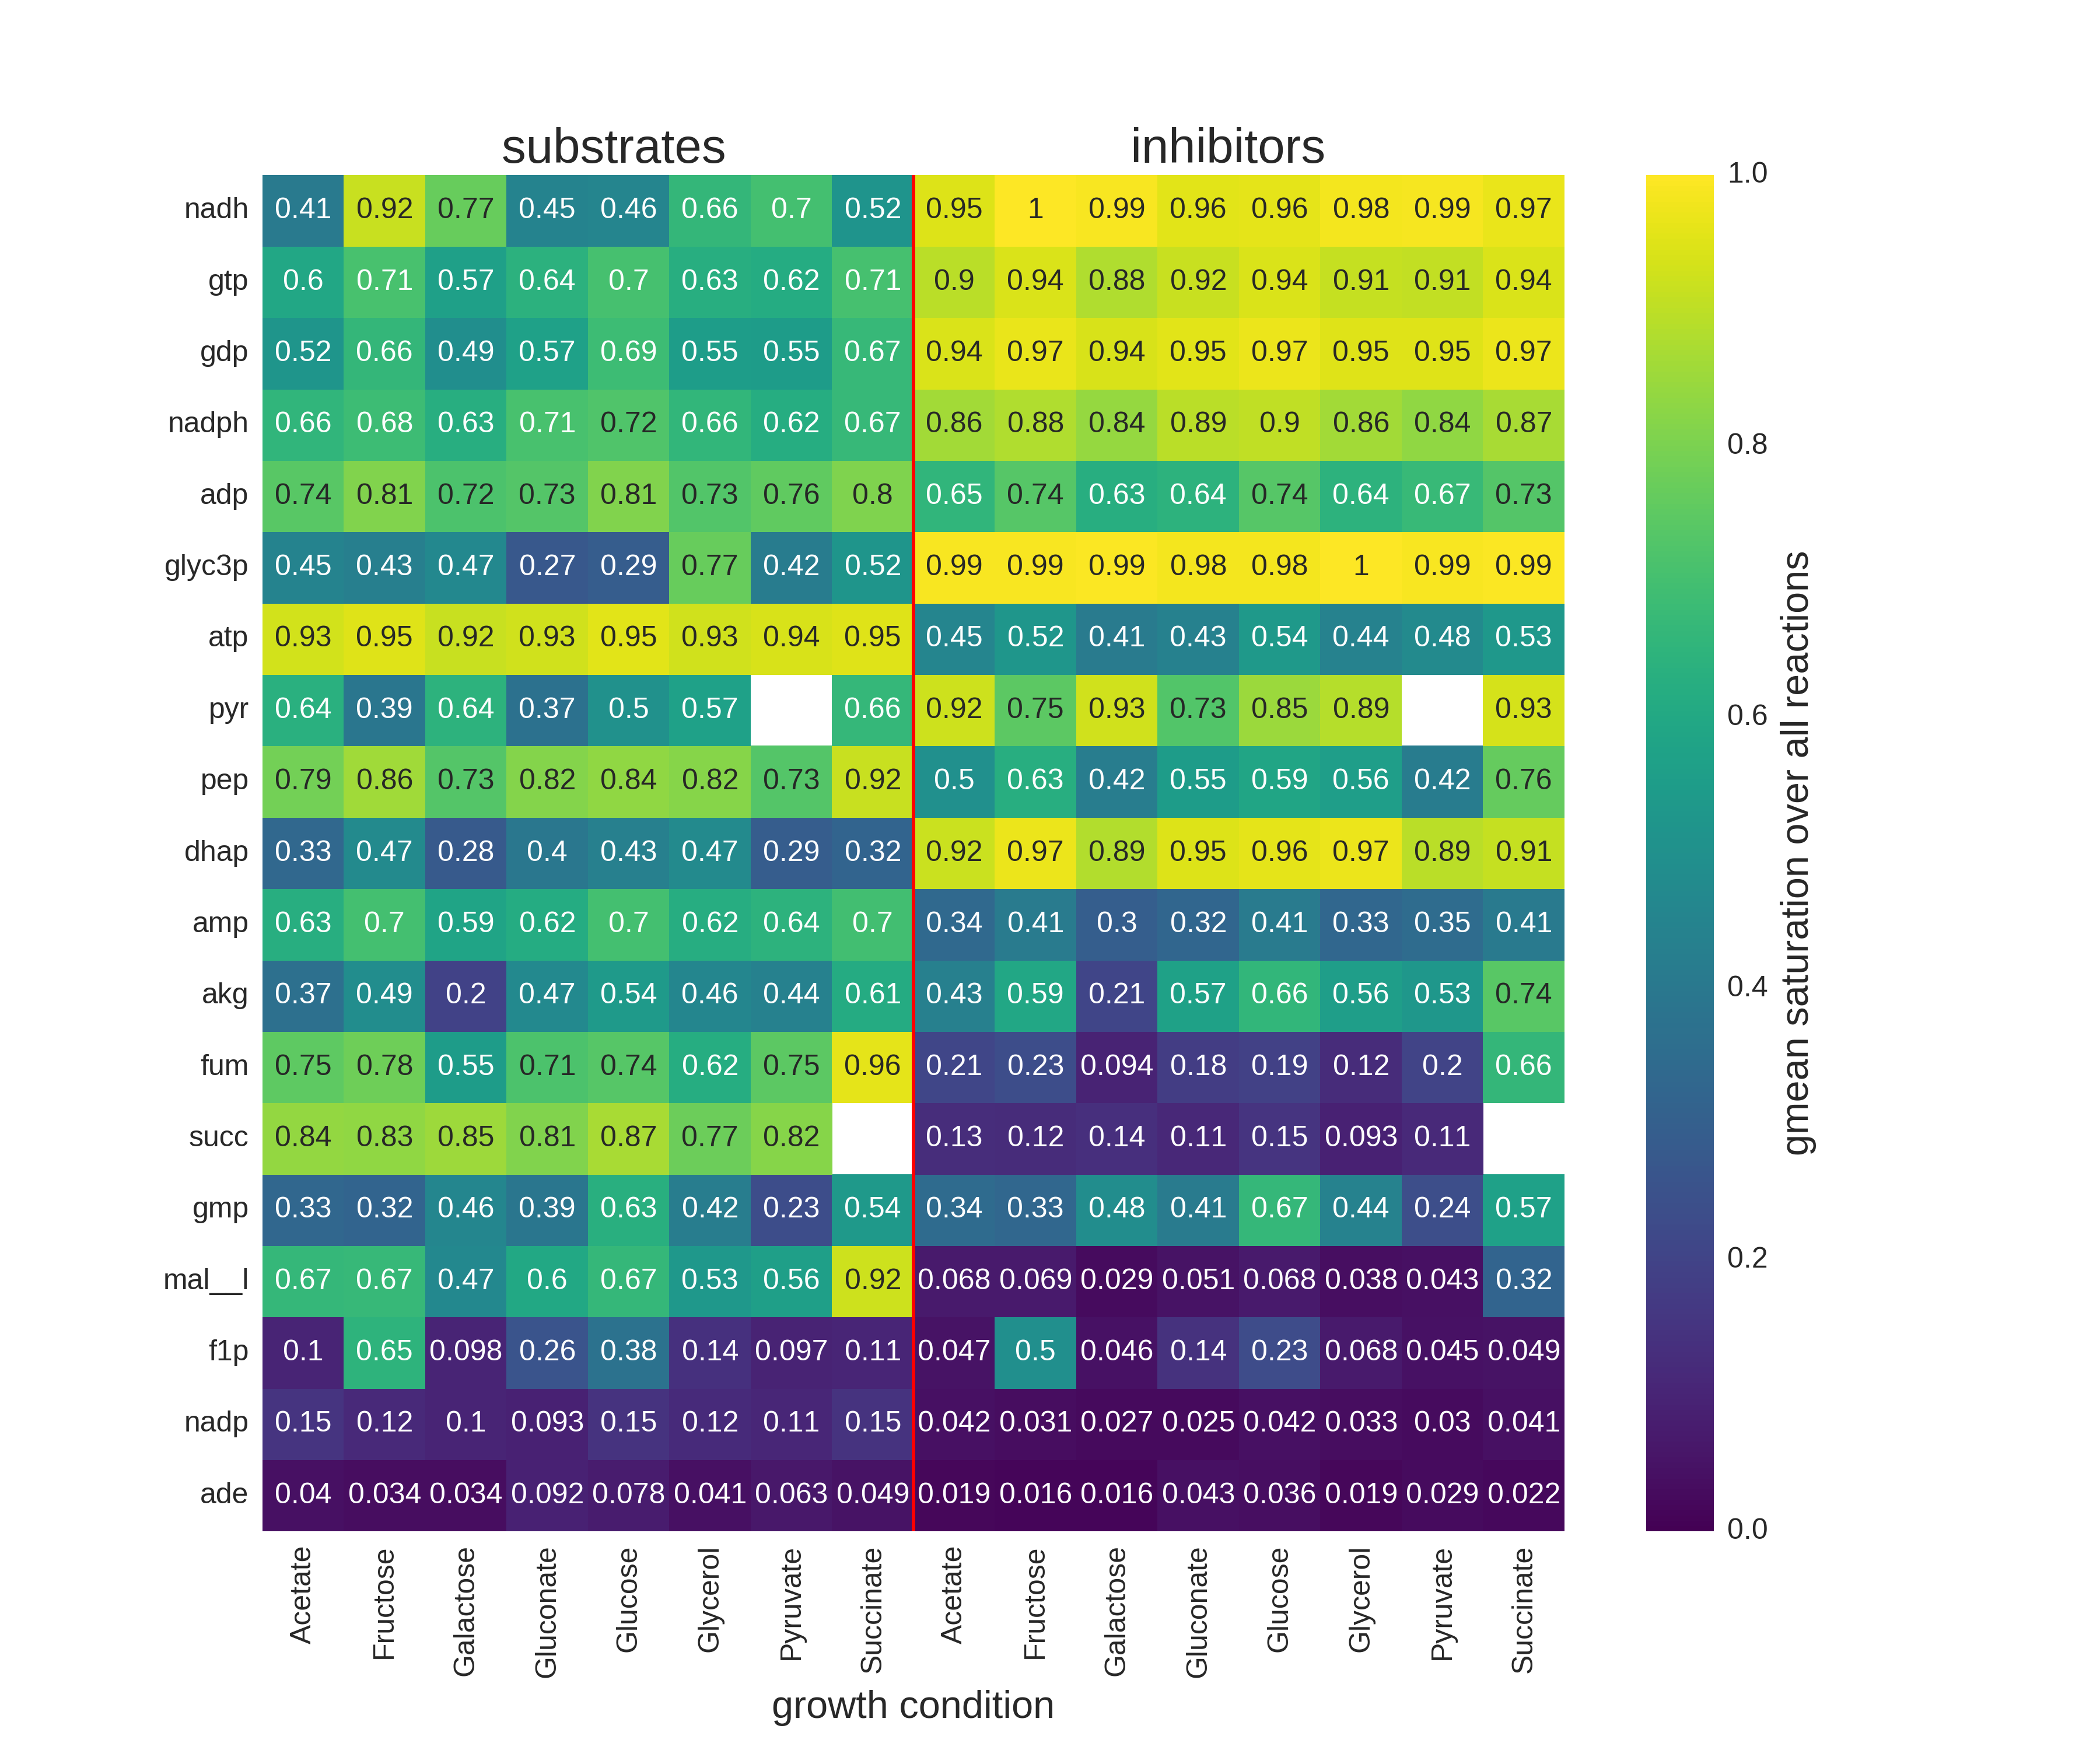 substrates inhibitors
nadh 0.41 0.92 0.77 0.45 0.46 0.66 0.7 0.52 0.95 1 0.99 0.96 0.96 0.98 0.99 0.97
gtp 0.6 0.71 0.57 0.64 0.7 0.63 0.62 0.71 0.9 0.94 0.88 0.92 0.94 0.91 0.91 0.94
gdp 0.52 0.66 0.49 0.57 0.69 0.55 0.55 0.67 0.94 0.97 0.94 0.95 0.97 0.95 0.95 0.97
nadph 0.66 0.68 0.63 0.71 0.72 0.66 0.62 0.67 0.86 0.88 0.84 0.89 0.9 0.86 0.84 0.87
adp 0.74 0.81 0.72 0.73 0.81 0.73 0.76 0.8 0.65 0.74 0.63 0.64 0.74 0.64 0.67 0.73
glyc3p 0.45 0.43 0.47 0.27 0.29 0.77 0.42 0.52 0.99 0.99 0.99 0.98 0.98 1 0.99 0.99
atp 0.93 0.95 0.92 0.93 0.95 0.93 0.94 0.95 0.45 0.52 0.41 0.43 0.54 0.44 0.48 0.53
pyr 0.64 0.39 0.64 0.37 0.5 0.57 0.66 0.92 0.75 0.93 0.73 0.85 0.89 0.93
pep 0.79 0.86 0.73 0.82 0.84 0.82 0.73 0.92 0.5 0.63 0.42 0.55 0.59 0.56 0.42 0.76
dhap 0.33 0.47 0.28 0.4 0.43 0.47 0.29 0.32 0.92 0.97 0.89 0.95 0.96 0.97 0.89 0.91
amp 0.63 0.7 0.59 0.62 0.7 0.62 0.64 0.7 0.34 0.41 0.3 0.32 0.41 0.33 0.35 0.41
akg 0.37 0.49 0.2 0.47 0.54 0.46 0.44 0.61 0.43 0.59 0.21 0.57 0.66 0.56 0.53 0.74
fum 0.75 0.78 0.55 0.71 0.74 0.62 0.75 0.96 0.21 0.23 0.094 0.18 0.19 0.12 0.2 0.66
succ 0.84 0.83 0.85 0.81 0.87 0.77 0.82 0.13 0.12 0.14 0.11 0.15 0.093 0.11
gmp 0.33 0.32 0.46 0.39 0.63 0.42 0.23 0.54 0.34 0.33 0.48 0.41 0.67 0.44 0.24 0.57
mal__l 0.67 0.67 0.47 0.6 0.67 0.53 0.56 0.92 0.068 0.069 0.029 0.051 0.068 0.038 0.043 0.32
f1p 0.1 0.65 0.098 0.26 0.38 0.14 0.097 0.11 0.047 0.5 0.046 0.14 0.23 0.068 0.045 0.049
nadp 0.15 0.12 0.1 0.093 0.15 0.12 0.11 0.15 0.042 0.031 0.027 0.025 0.042 0.033 0.03 0.041
ade 0.04 0.034 0.034 0.092 0.078 0.041 0.063 0.049 0.019 0.016 0.016 0.043 0.036 0.019 0.029 0.022
Acetate Fructose Galactose Gluconate Glucose Glycerol Pyruvate Succinate Acetate Fructose Galactose Gluconate Glucose Glycerol Pyruvate Succinate
growth condition
1.0
0.8
0.6
0.4
0.2
0.0
gmean saturation over all reactions